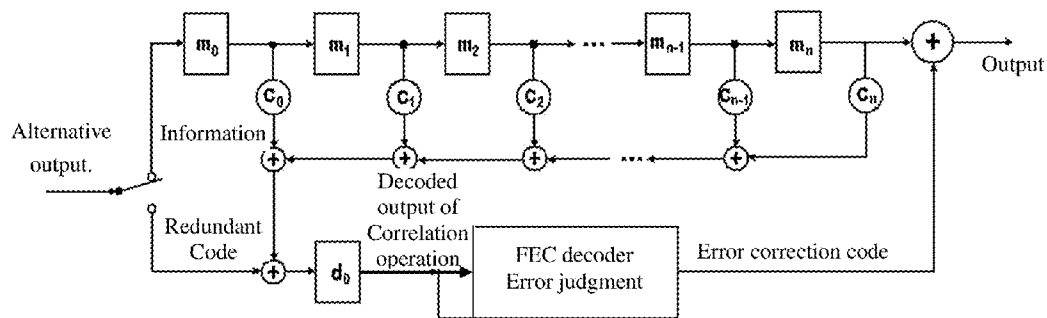 m0 m1 m2 ... mn-1 mn
+
Output
C0 C1 C2 Cn-1 Cn
Alternative
output.
Information
+ + + ... +
Redundant
Code
Decoded
output of
Correlation
operation
+
d0
FEC decoder
Error judgment
Error correction code